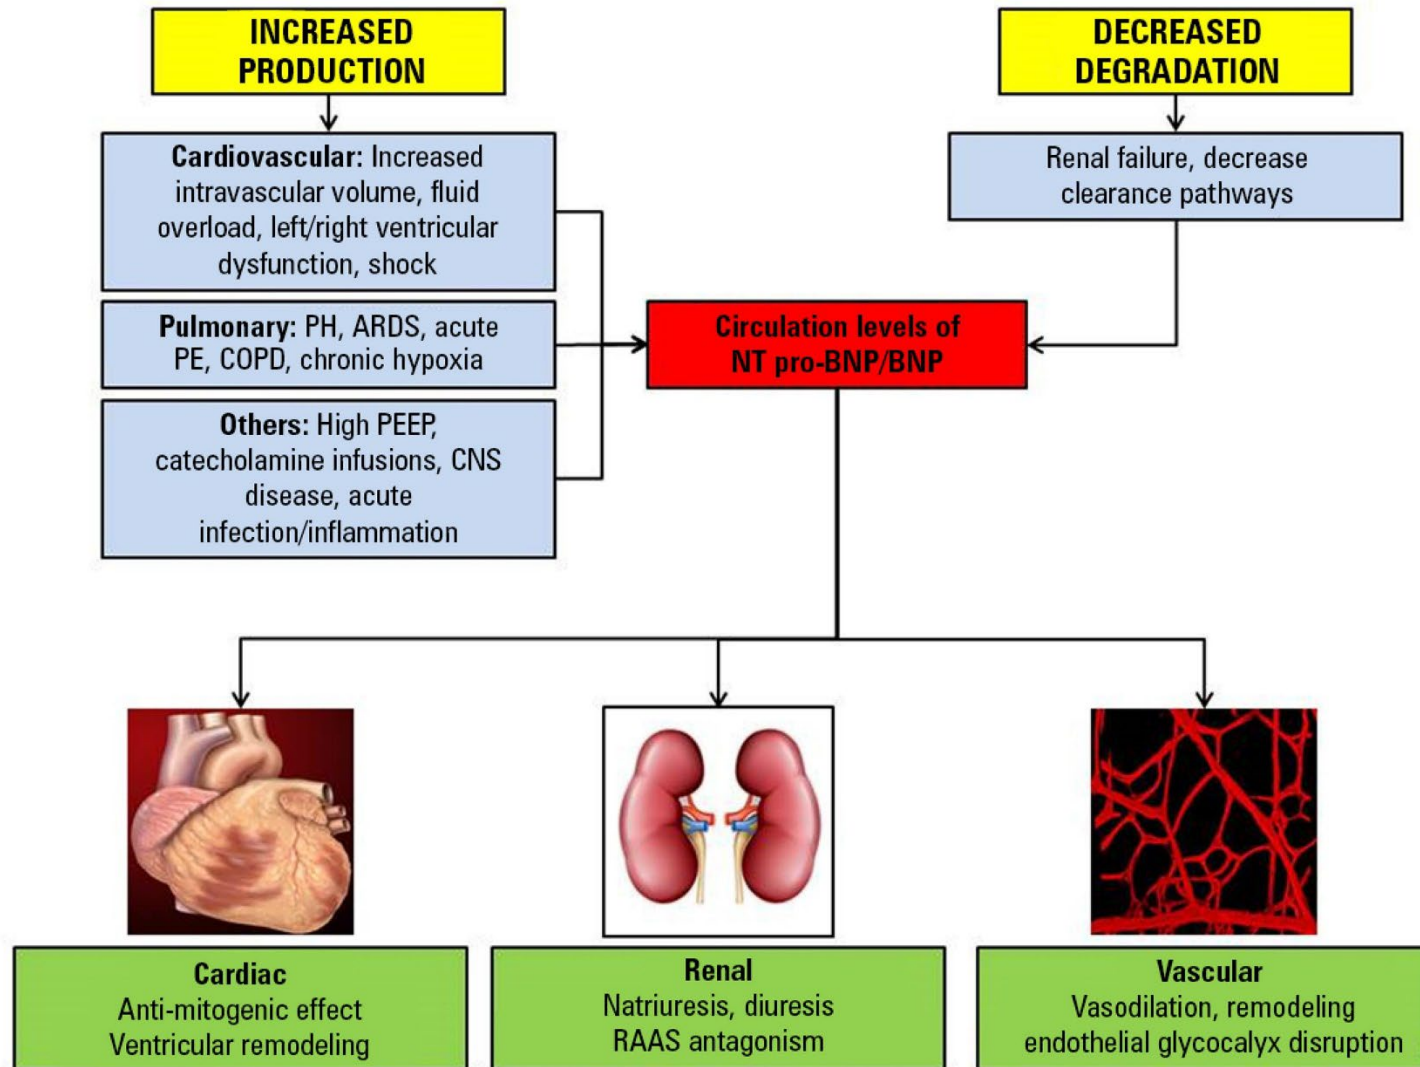 INCREASED
PRODUCTION
DECREASED
DEGRADATION
Cardiovascular: Increased
intravascular volume, fluid
overload, left/right ventricular
dysfunction, shock
Renal failure, decrease
clearance pathways
Pulmonary: PH, ARDS, acute
PE, COPD, chronic hypoxia
Circulation levels of
NT pro-BNP/BNP
Others: High PEEP,
catecholamine infusions, CNS
disease, acute
infection/inflammation
Cardiac
Anti-mitogenic effect
Ventricular remodeling
Renal
Natriuresis, diuresis
RAAS antagonism
Vascular
Vasodilation, remodeling
endothelial glycocalyx disruption